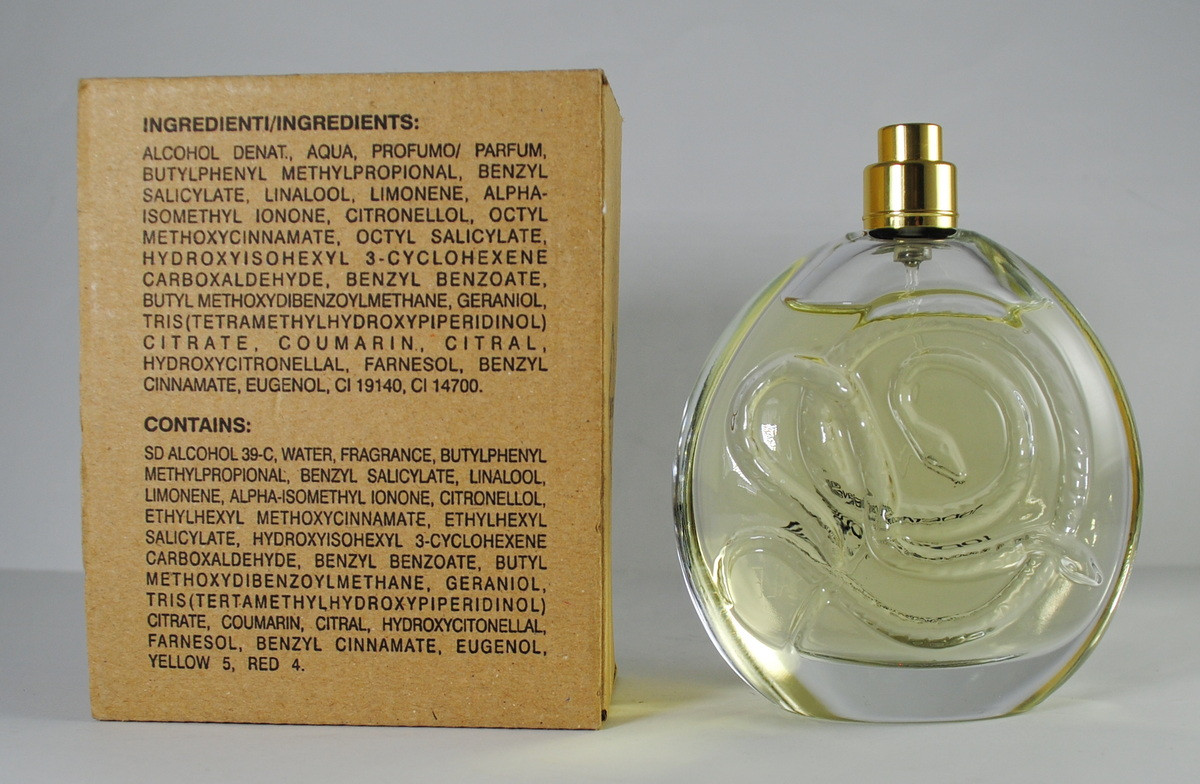 INGREDIENTI/INGREDIENTS:
ALCOHOL DENAT., AQUA, PROFUMO/ PARFUM,
BUTYLPHENYL METHYLPROPIONAL, BENZYL
SALICYLATE, LINALOOL, LIMONENE, ALPHA-
ISOMETHYL IONONE, CITRONELLOL, OCTYL
METHOXYCINNAMATE, OCTYL SALICYLATE,
HYDROXYISOHEXYL 3-CYCLOHEXENE
CARBOXALDEHYDE, BENZYL BENZOATE,
BUTYL METHOXYDIBENZOYLMETHANE, GERANIOL,
TRIS(TETRAMETHYLHYDROXYPIPERIDINOL)
CITRATE, COUMARIN, CITRAL,
HYDROXYCITRONELLAL, FARNESOL, BENZYL
CINNAMATE, EUGENOL, CI 19140, CI 14700.
CONTAINS:
SD ALCOHOL 39-C, WATER, FRAGRANCE, BUTYLPHENYL
METHYLPROPIONAL, BENZYL SALICYLATE, LINALOOL,
LIMONENE, ALPHA-ISOMETHYL IONONE, CITRONELLOL,
ETHYLHEXYL METHOXYCINNAMATE, ETHYLHEXYL
SALICYLATE, HYDROXYISOHEXYL 3-CYCLOHEXENE
CARBOXALDEHYDE, BENZYL BENZOATE, BUTYL
METHOXYDIBENZOYLMETHANE, GERANIOL,
TRIS(TERTAMETHYLHYDROXYPIPERIDINOL)
CITRATE, COUMARIN, CITRAL, HYDROXYCITONELLAL,
FARNESOL, BENZYL CINNAMATE, EUGENOL,
YELLOW 5, RED 4.